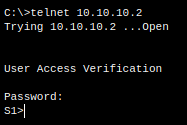 C:\>telnet 10.10.10.2
Trying 10.10.10.2 ...Open
User Access Verification
Password:
S1>